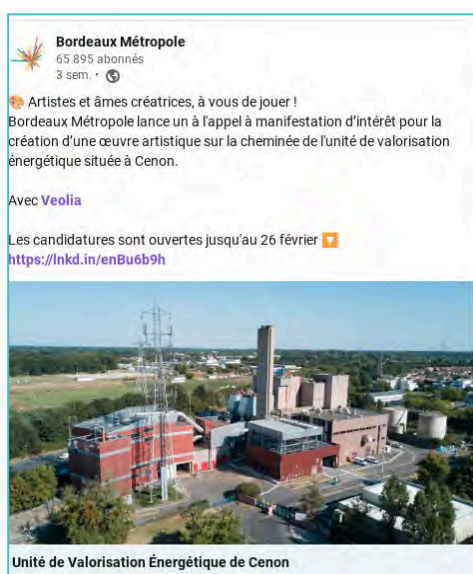 Bordeaux Métropole
65 895 abonnés
3 sem. •
🎨 Artistes et âmes créatrices, à vous de jouer !
Bordeaux Métropole lance un à l'appel à manifestation d'intérêt pour la
création d'une œuvre artistique sur la cheminée de l'unité de valorisation
énergétique située à Cenon.
Avec Veolia
Les candidatures sont ouvertes jusqu'au 26 février 🔽
https://lnkd.in/enBu6b9h
Unité de Valorisation Énergétique de Cenon